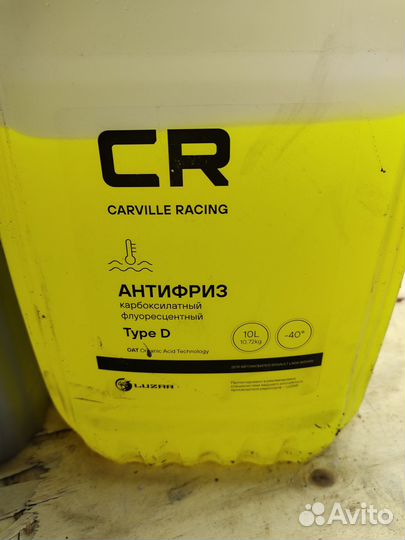 CR
CARVILLE RACING
АНТИФРИЗ
карбоксилатный
флуоресцентный
Type D
10L
10.72kg
-40°
OAT Organic Acid Technology
LUZAR
Avito